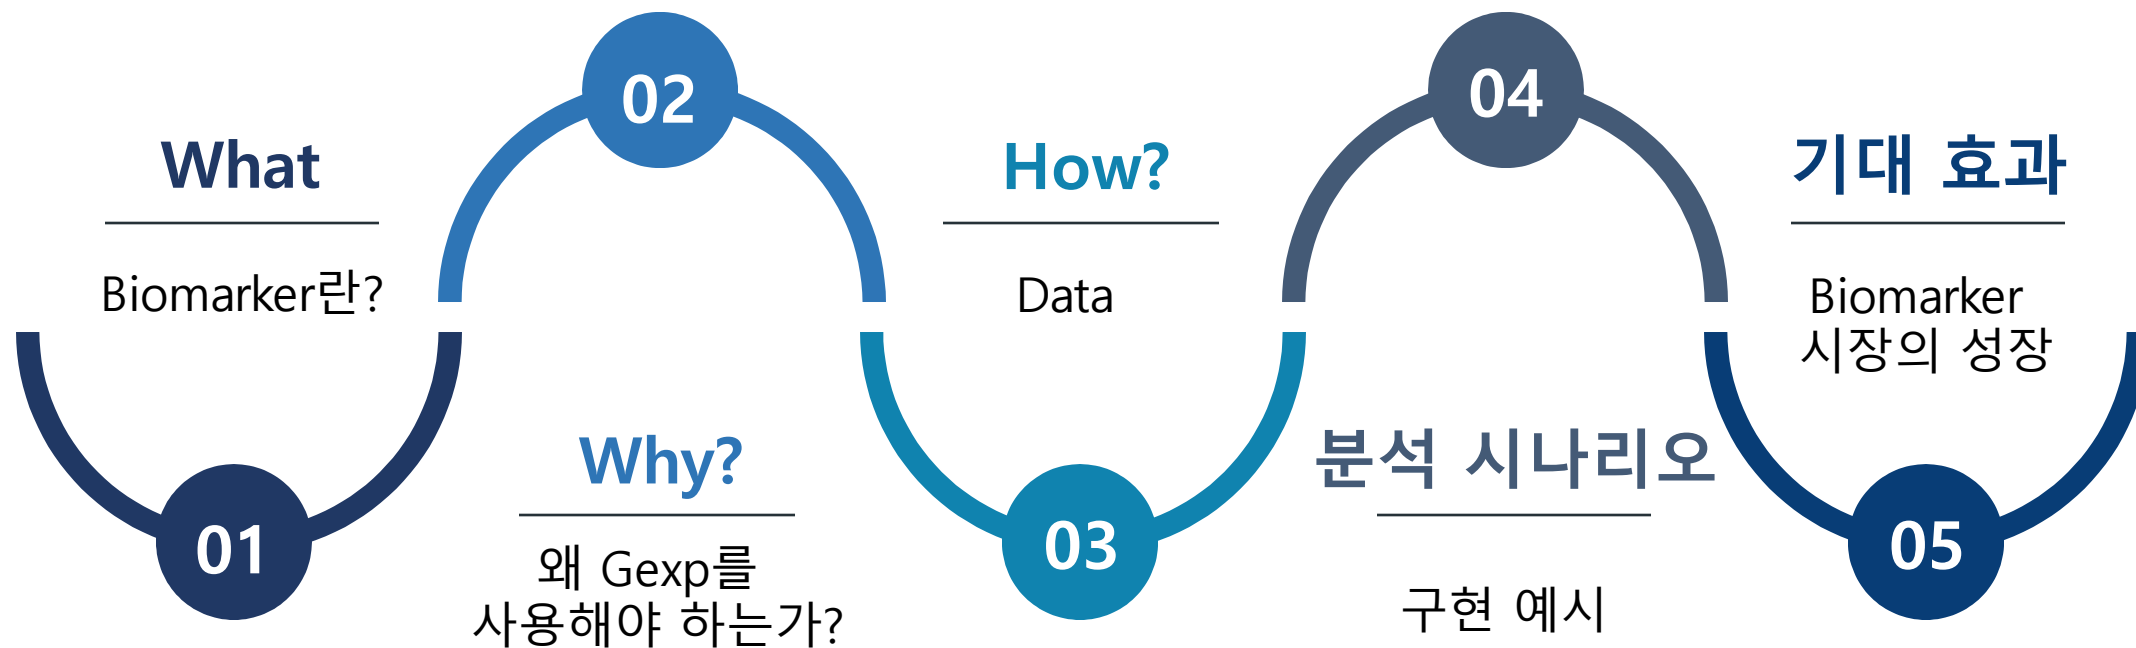 What
Biomarker란?
01
02
Why?
왜 Gexp를
사용해야 하는가?
How?
Data
03
04
분석 시나리오
구현 예시
기대 효과
Biomarker
시장의 성장
05